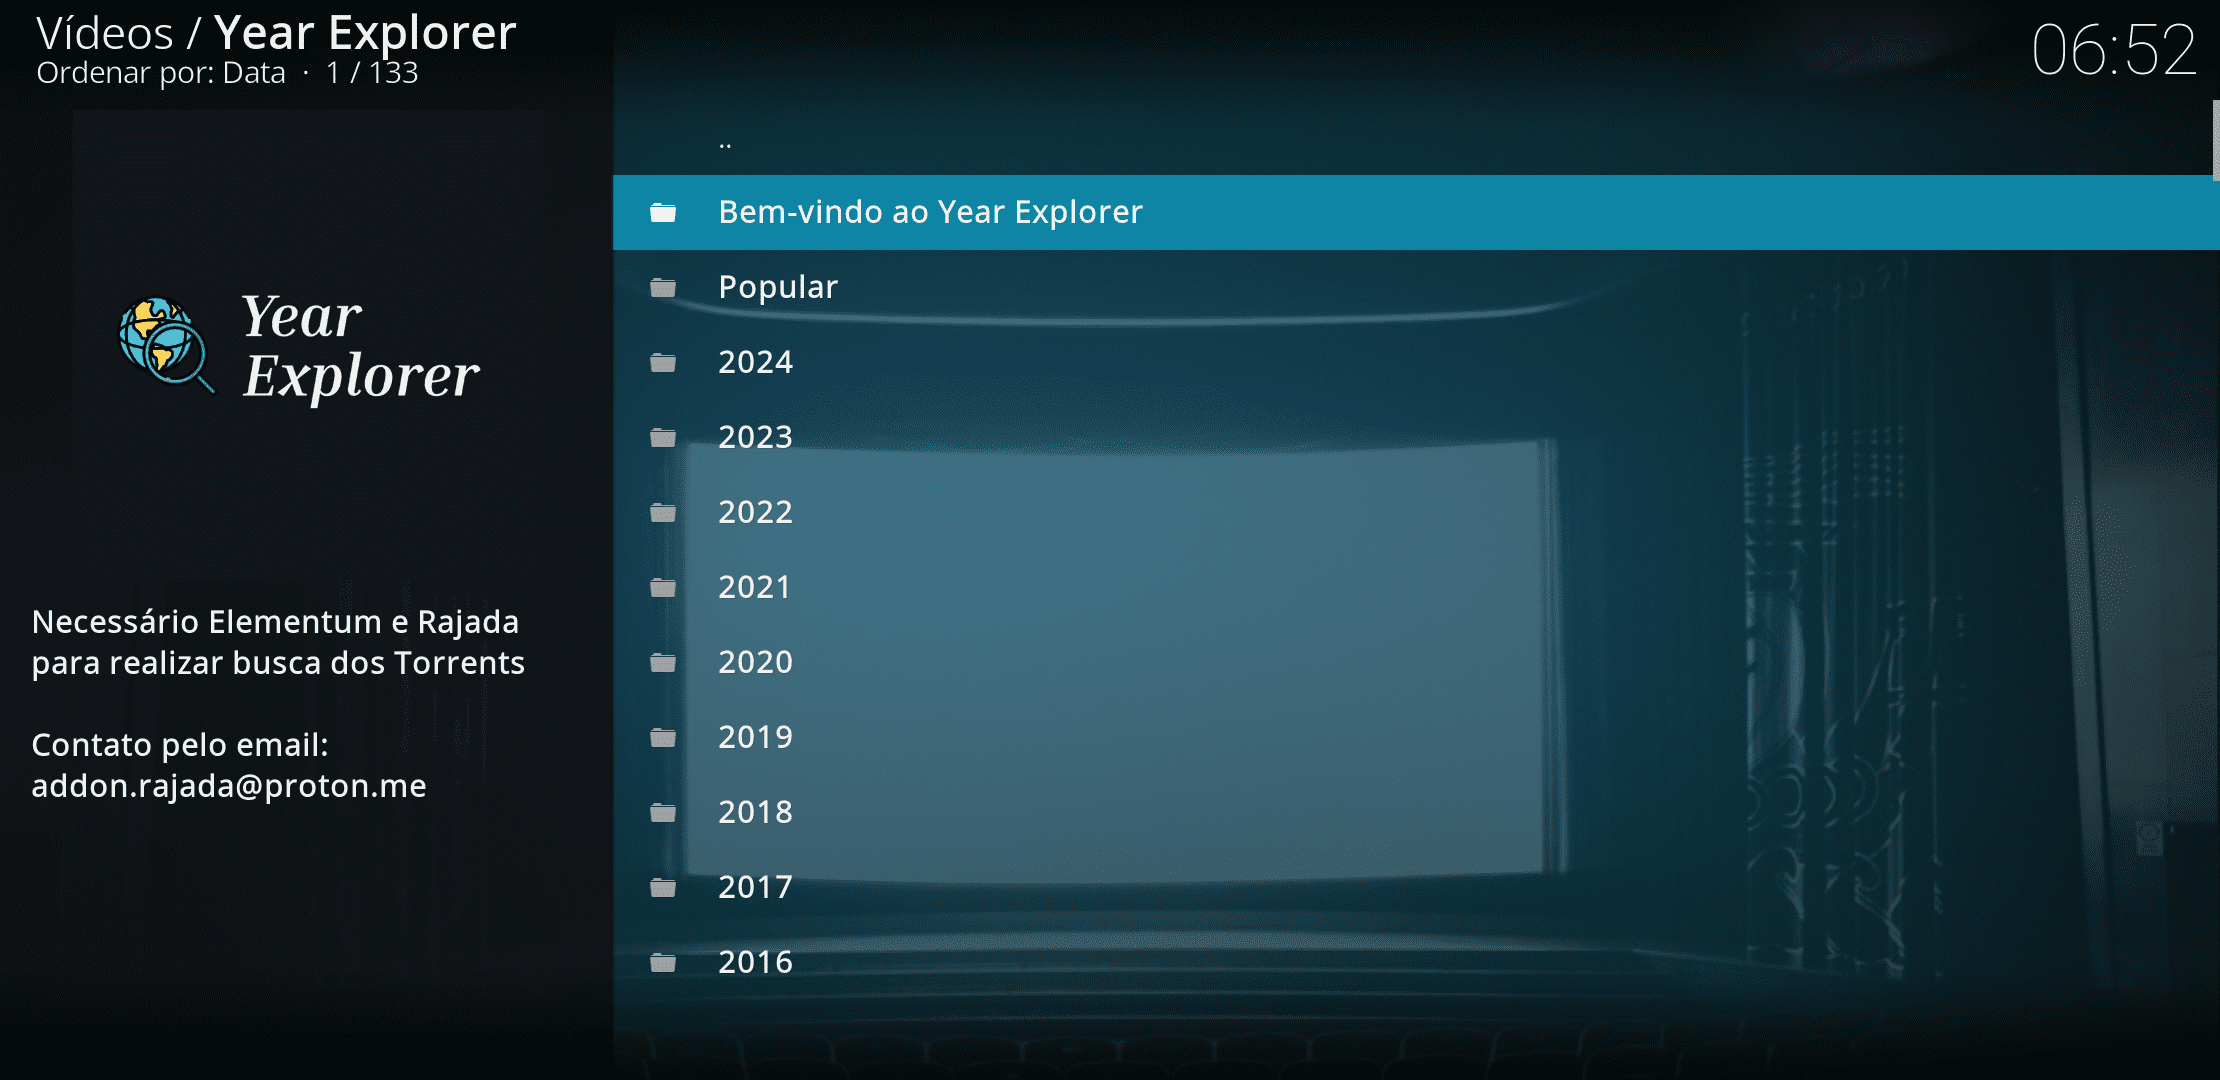 Vídeos / Year Explorer
Ordenar por: Data · 1 / 133
06:52
Year
Explorer
Necessário Elementum e Rajada
para realizar busca dos Torrents
Contato pelo email:
addon.rajada@proton.me
..
Bem-vindo ao Year Explorer
Popular
2024
2023
2022
2021
2020
2019
2018
2017
2016